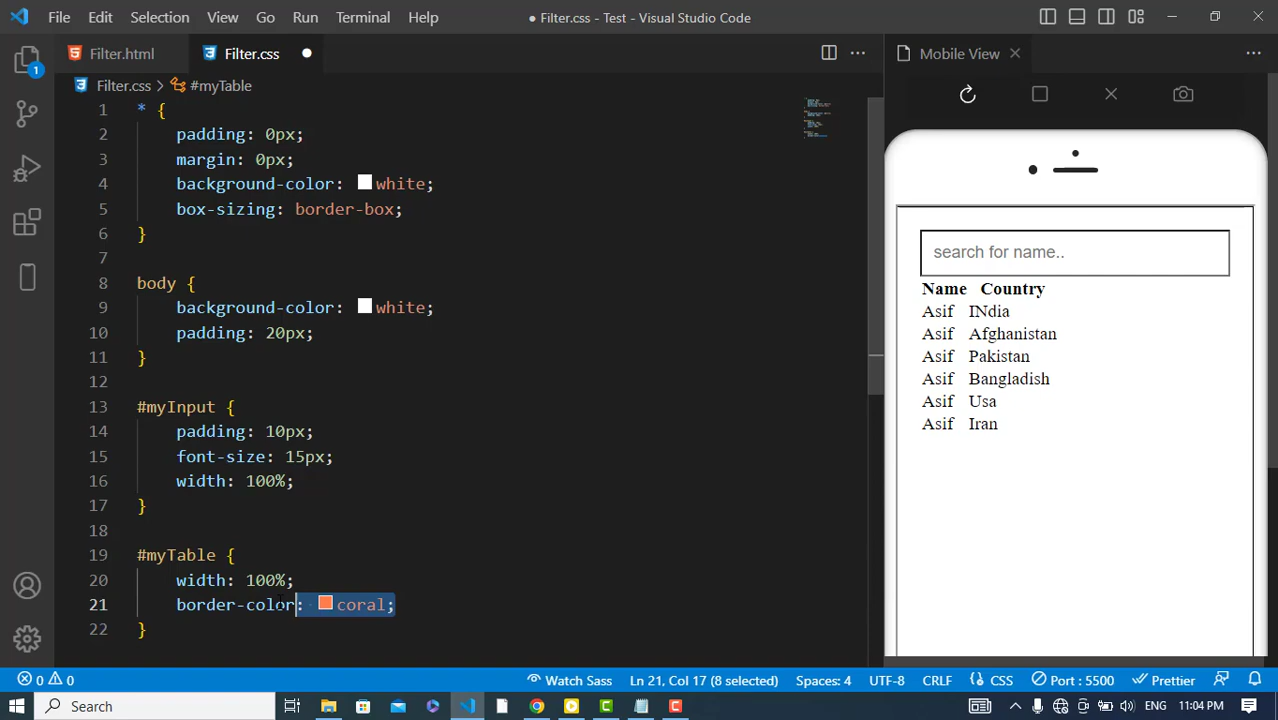 File Edit Selection View Go Run Terminal Help
● Filter.css - Test - Visual Studio Code
Filter.html
Filter.css
Mobile View
Filter.css > #myTable
1 * {
2 padding: 0px;
3 margin: 0px;
4 background-color: white;
5 box-sizing: border-box;
6 }
7
8 body {
9 background-color: white;
10 padding: 20px;
11 }
12
13 #myInput {
14 padding: 10px;
15 font-size: 15px;
16 width: 100%;
17 }
18
19 #myTable {
20 width: 100%;
21 border-color: coral;
22 }
1
search for name..
Name Country
Asif INdia
Asif Afghanistan
Asif Pakistan
Asif Bangladish
Asif Usa
Asif Iran
0 0
Watch Sass
Ln 21, Col 17 (8 selected)
Spaces: 4
UTF-8
CRLF
CSS
Port : 5500
Prettier
Search
ENG
11:04 PM